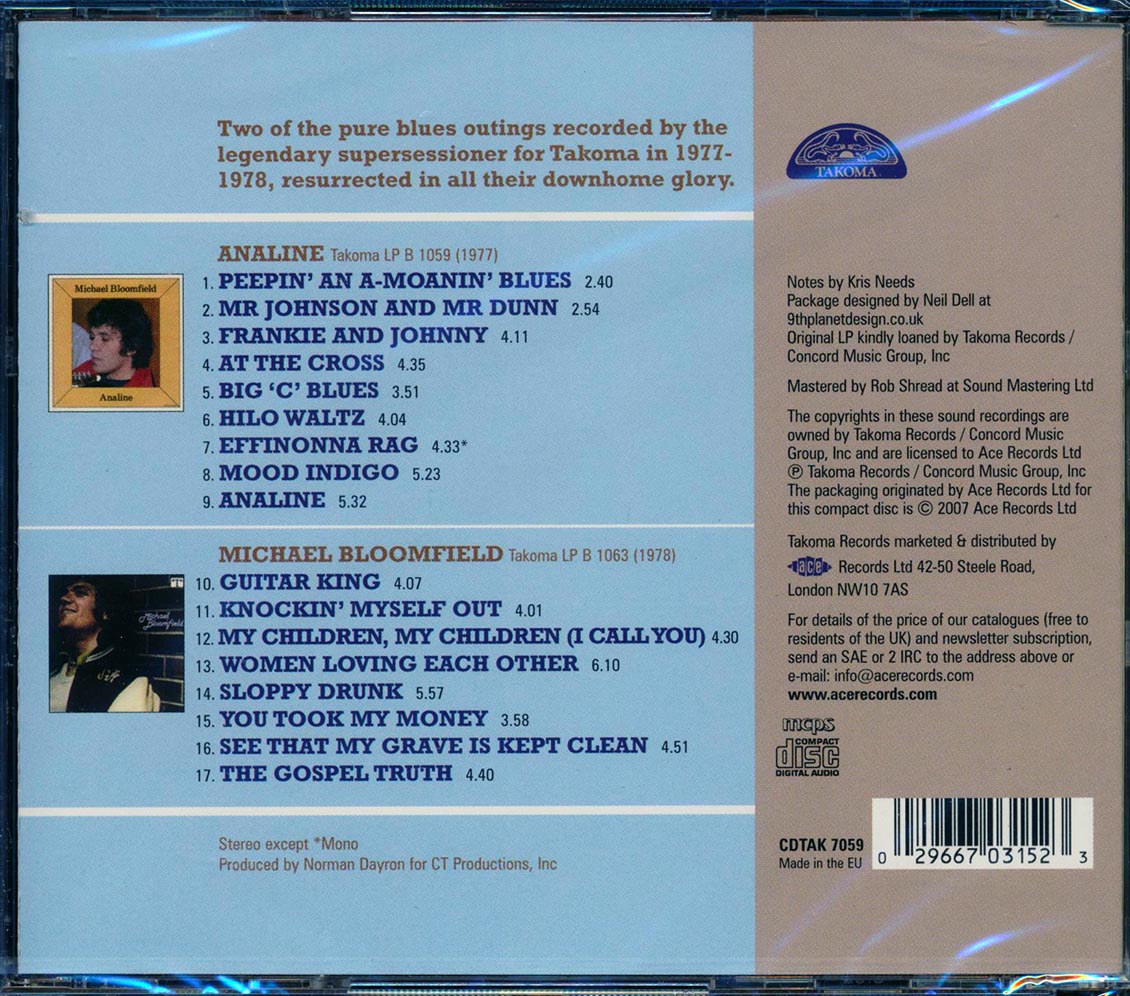 Two of the pure blues outings recorded by the
legendary supersessioner for Takoma in 1977-
1978, resurrected in all their downhome glory.
ANALINE Takoma LP B 1059 (1977)
1. PEEPIN' AN A-MOANIN' BLUES 2.40
2. MR JOHNSON AND MR DUNN 2.54
3. FRANKIE AND JOHNNY 4.11
4. AT THE CROSS 4.35
5. BIG 'C' BLUES 3.51
6. HILO WALTZ 4.04
7. EFFINONNA RAG 4.33*
8. MOOD INDIGO 5.23
9. ANALINE 5.32
Michael Bloomfield
Analine
MICHAEL BLOOMFIELD Takoma LP B 1063 (1978)
10. GUITAR KING 4.07
11. KNOCKIN' MYSELF OUT 4.01
12. MY CHILDREN, MY CHILDREN (I CALL YOU) 4.30
13. WOMEN LOVING EACH OTHER 6.10
14. SLOPPY DRUNK 5.57
15. YOU TOOK MY MONEY 3.58
16. SEE THAT MY GRAVE IS KEPT CLEAN 4.51
17. THE GOSPEL TRUTH 4.40
Michael
Bloomfield
Stereo except *Mono
Produced by Norman Dayron for CT Productions, Inc
TAKOMA
Notes by Kris Needs
Package designed by Neil Dell at
9thplanetdesign.co.uk
Original LP kindly loaned by Takoma Records /
Concord Music Group, Inc
Mastered by Rob Shread at Sound Mastering Ltd
The copyrights in these sound recordings are
owned by Takoma Records / Concord Music
Group, Inc and are licensed to Ace Records Ltd
Ⓟ Takoma Records / Concord Music Group, Inc
The packaging originated by Ace Records Ltd for
this compact disc is © 2007 Ace Records Ltd
Takoma Records marketed & distributed by
ace Records Ltd 42-50 Steele Road,
London NW10 7AS
For details of the price of our catalogues (free to
residents of the UK) and newsletter subscription,
send an SAE or 2 IRC to the address above or
e-mail: info@acerecords.com
www.acerecords.com
mcps
COMPACT
disc
DIGITAL AUDIO
CDTAK 7059
Made in the EU
0 29667 03152 3